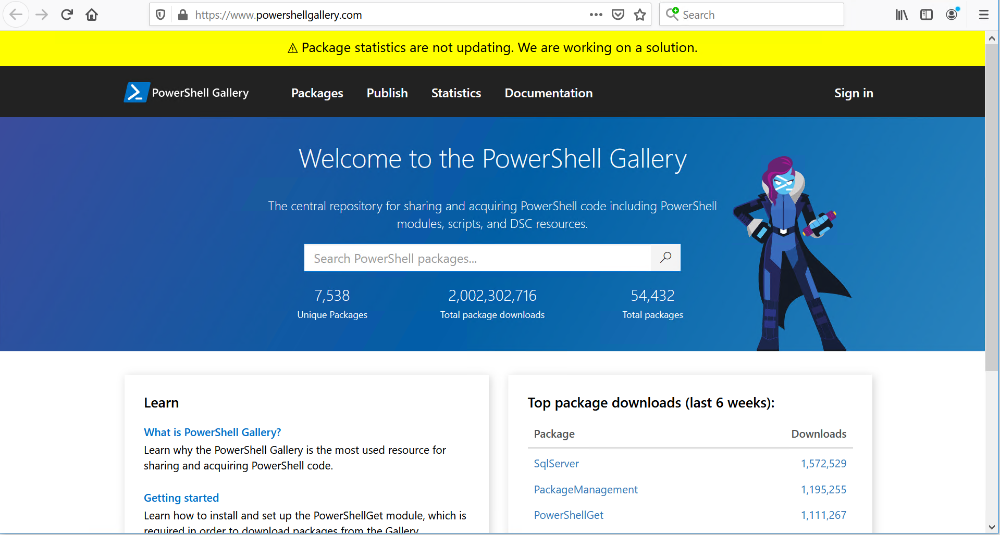 https://www.powershellgallery.com
Search
⚠ Package statistics are not updating. We are working on a solution.
PowerShell Gallery
Packages
Publish
Statistics
Documentation
Sign in
Welcome to the PowerShell Gallery
The central repository for sharing and acquiring PowerShell code including PowerShell
modules, scripts, and DSC resources.
Search PowerShell packages...
7,538
Unique Packages
2,002,302,716
Total package downloads
54,432
Total packages
Learn
What is PowerShell Gallery?
Learn why the PowerShell Gallery is the most used resource for
sharing and acquiring PowerShell code.
Getting started
Learn how to install and set up the PowerShellGet module, which is
required in order to download packages from the Gallery
Top package downloads (last 6 weeks):
Package Downloads
SqlServer 1,572,529
PackageManagement 1,195,255
PowerShellGet 1,111,267